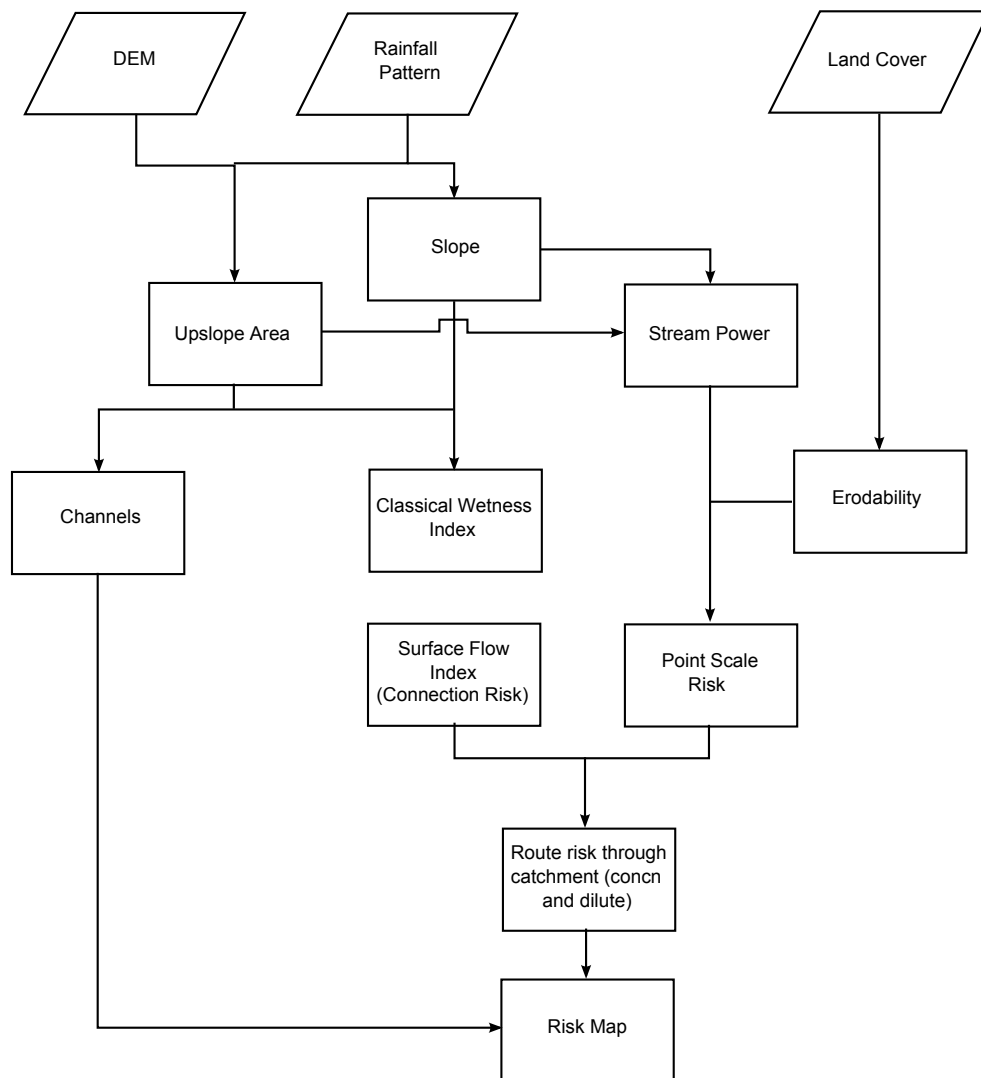 DEM
Rainfall
Pattern
Land Cover
Slope
Upslope Area
Stream Power
Channels
Classical Wetness
Index
Erodability
Surface Flow
Index
(Connection Risk)
Point Scale
Risk
Route risk through
catchment (concn
and dilute)
Risk Map